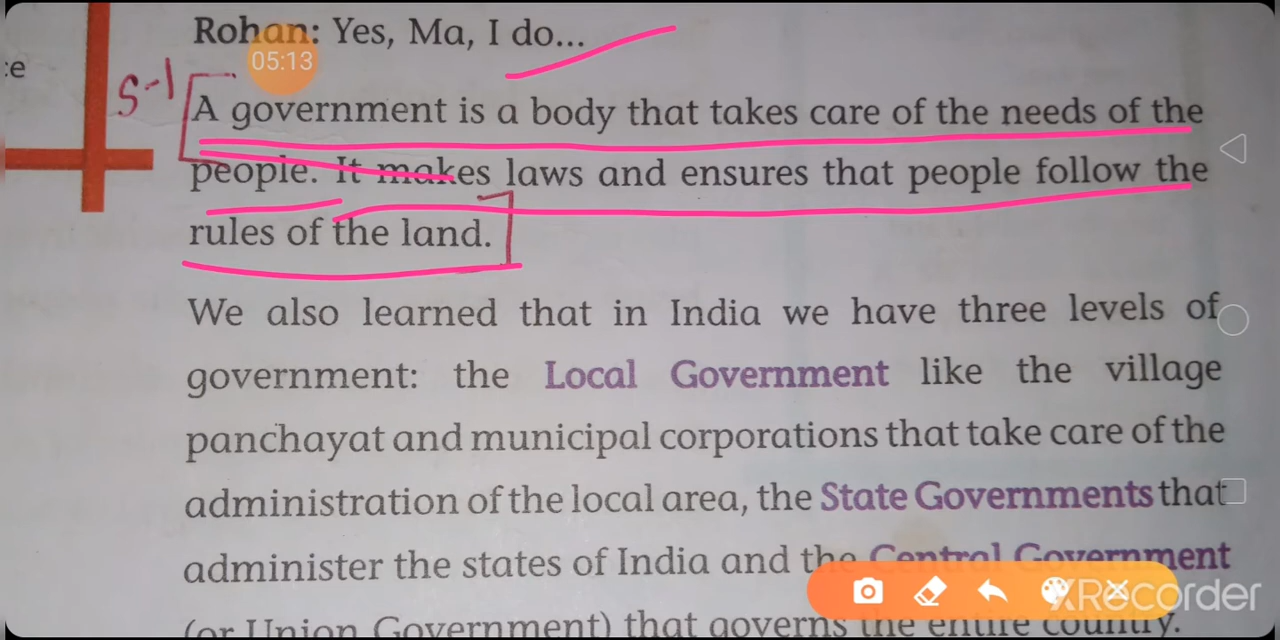 :e
Rohan: Yes, Ma, I do...
05:13
S-1
A government is a body that takes care of the needs of the
people. It makes laws and ensures that people follow the
rules of the land.
We also learned that in India we have three levels of
government: the Local Government like the village
panchayat and municipal corporations that take care of the
administration of the local area, the State Governments that
administer the states of India and the Central Government
(or Union Government) that governs the entire country.
XRecorder